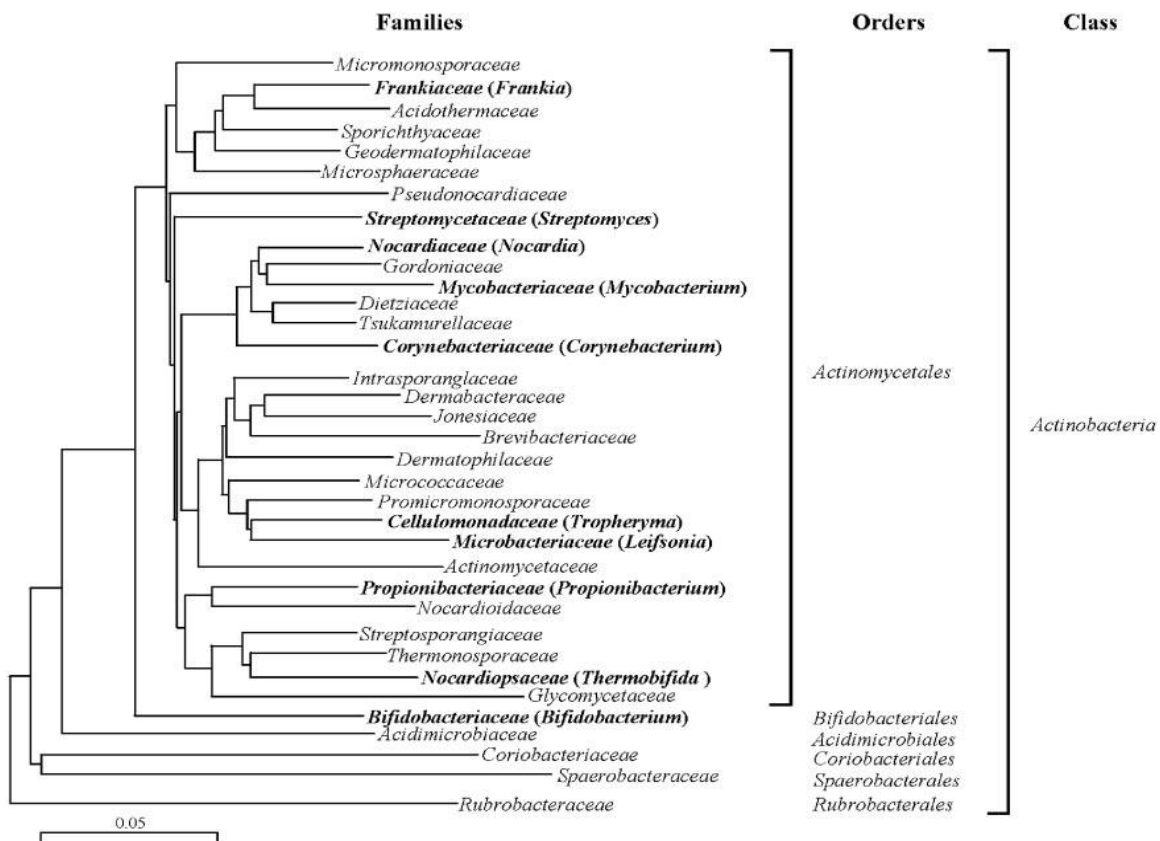 Families Orders Class
Micromonosporaceae
Frankiaceae (Frankia)
Acidothermaceae
Sporichthyaceae
Geodermatophilaceae
Microsphaeraceae
Pseudonocardiaceae
Streptomycetaceae (Streptomyces)
Nocardiaceae (Nocardia)
Gordoniaceae
Mycobacteriaceae (Mycobacterium)
Dietziaceae
Tsukamurellaceae
Corynebacteriaceae (Corynebacterium)
Actinomycetales
Intrasporanglaceae
Dermabacteraceae
Jonesiaceae
Actinobacteria
Brevibacteriaceae
Dermatophilaceae
Micrococcaceae
Promicromonosporaceae
Cellulomonadaceae (Tropheryma)
Microbacteriaceae (Leifsonia)
Actinomycetaceae
Propionibacteriaceae (Propionibacterium)
Nocardioidaceae
Streptosporangiaceae
Thermonosporaceae
Nocardiopsaceae (Thermobifida )
Glycomycetaceae
Bifidobacteriaceae (Bifidobacterium) Bifidobacteriales
Acidimicrobiaceae Acidimicrobiales
Coriobacteriaceae Coriobacteriales
Spaerobacteraceae Spaerobacterales
Rubrobacteraceae Rubrobacterales
0.05